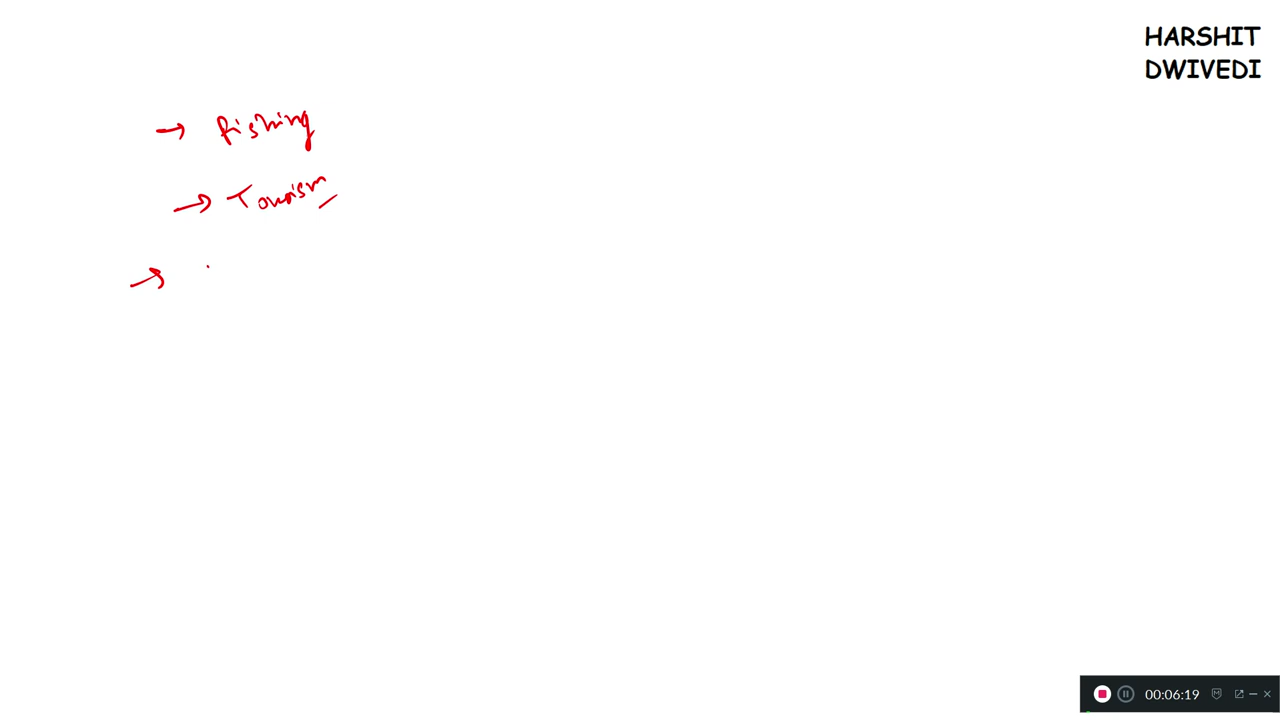 HARSHIT
DWIVEDI
→ fishing
→ Tourism
→
00:06:19